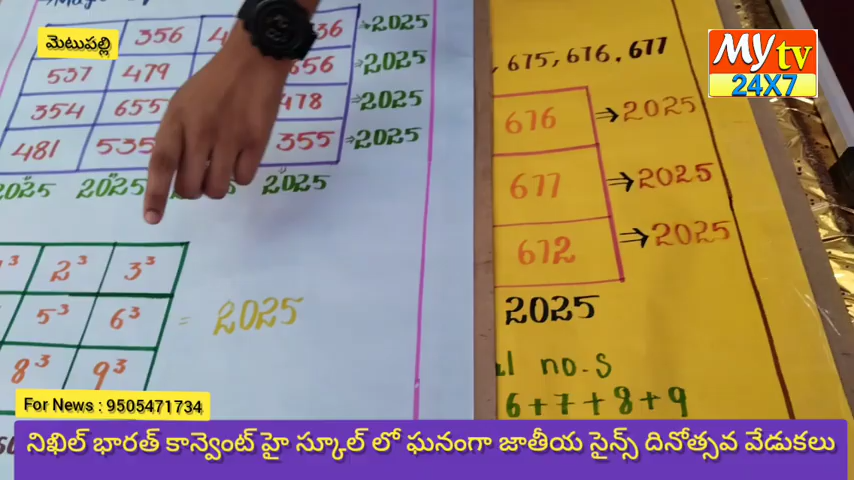 మెటుపల్లి
356
336
537 479 656
354 655 478
481 535 355
⇒2025
⇒2025
⇒2025
⇒2025
2025 2025 2025
2³ 3³
5³ 6³
8³ 9³
= 2025
, 675, 676, 677
676 ⇒2025
677 ⇒2025
672 ⇒2025
2025
no.s
6+7+8+9
My tv
24X7
For News : 9505471734
నిఖిల్ భారత్ కాన్వెంట్ హై స్కూల్ లో ఘనంగా జాతీయ సైన్స్ దినోత్సవ వేడుకలు